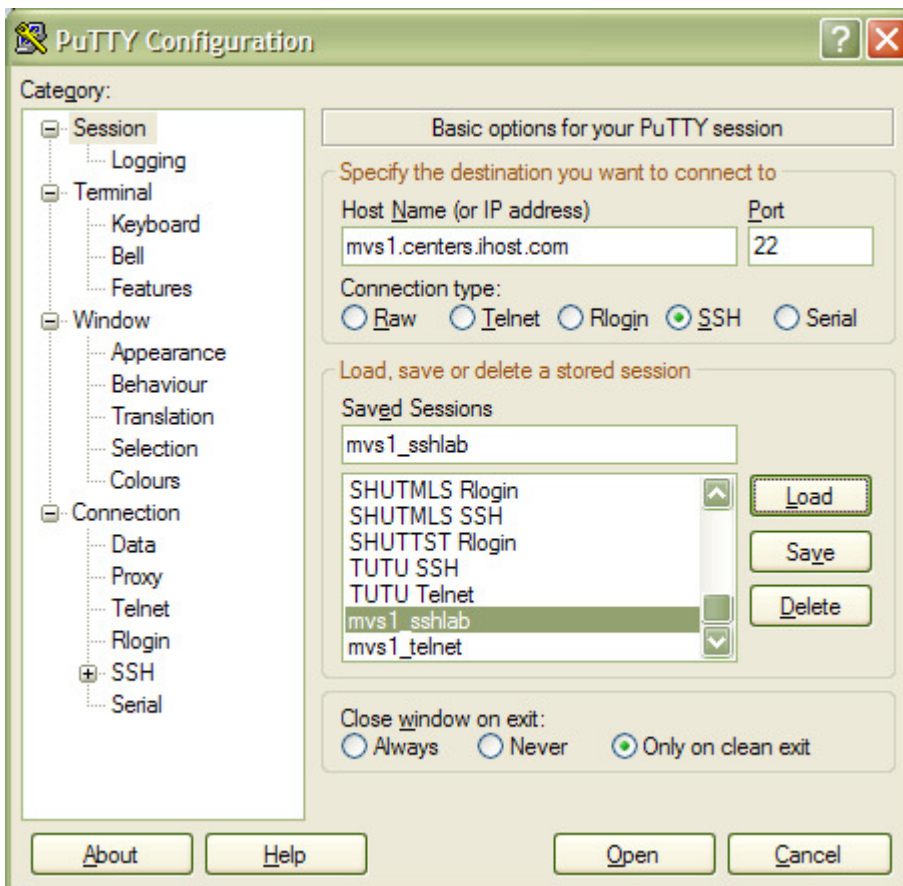 PuTTY Configuration
Category:
Session
Logging
Terminal
Keyboard
Bell
Features
Window
Appearance
Behaviour
Translation
Selection
Colours
Connection
Data
Proxy
Telnet
Rlogin
SSH
Serial
Basic options for your PuTTY session
Specify the destination you want to connect to
Host Name (or IP address) Port
mvs1.centers.ihost.com 22
Connection type:
Raw Telnet Rlogin SSH Serial
Load, save or delete a stored session
Saved Sessions
mvs1_sshlab
SHUTMLS Rlogin
SHUTMLS SSH
SHUTTST Rlogin
TUTU SSH
TUTU Telnet
mvs1_sshlab
mvs1_telnet
Load
Save
Delete
Close window on exit:
Always Never Only on clean exit
About Help Open Cancel